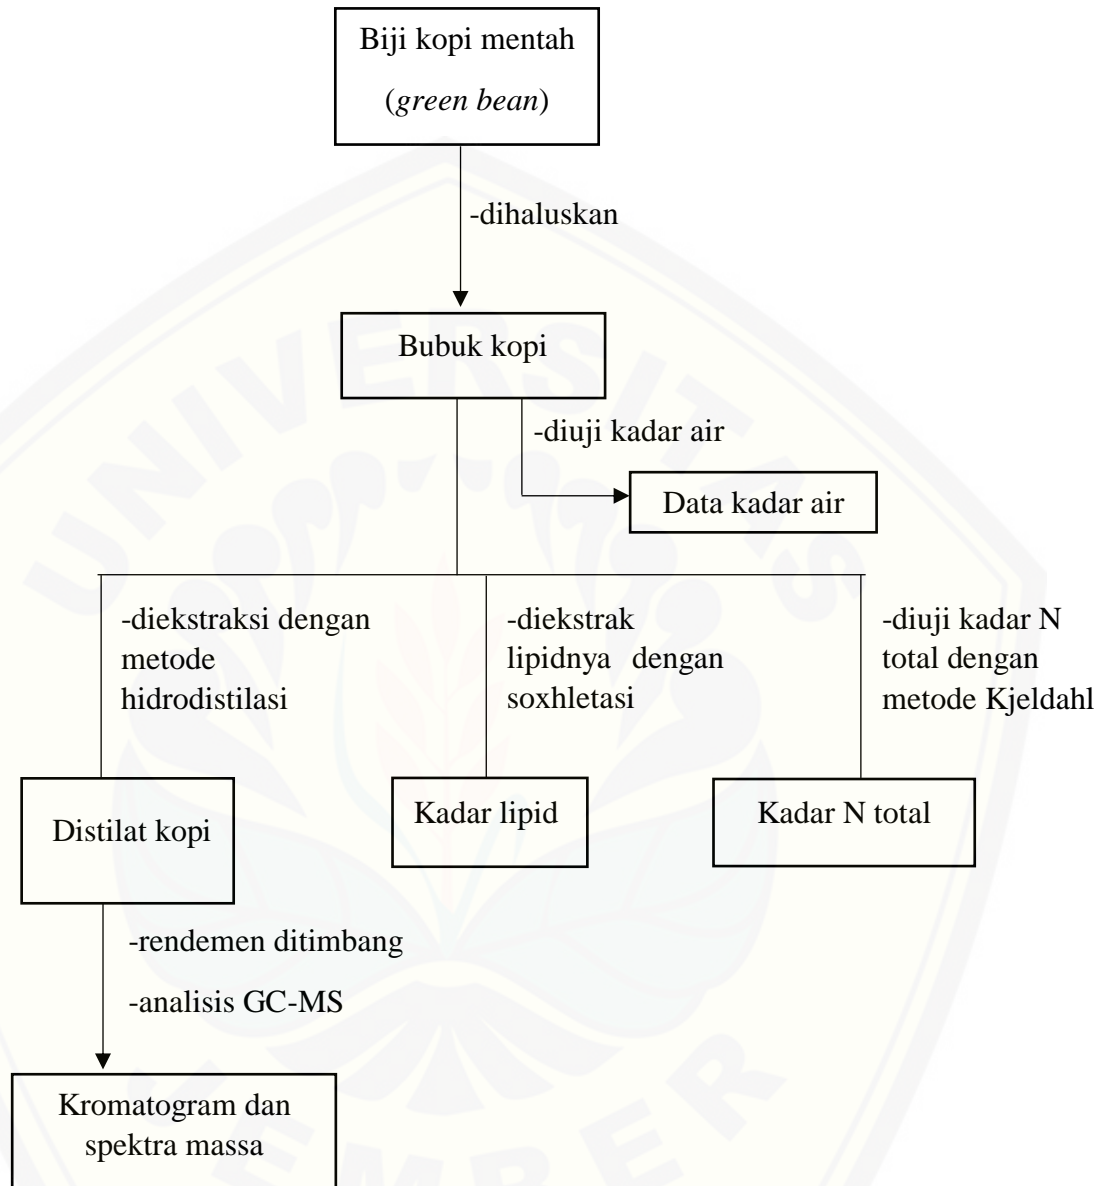 Biji kopi mentah
(green bean)
-dihaluskan
Bubuk kopi
-diuji kadar air
Data kadar air
-diekstraksi dengan
metode
hidrodistilasi
-diekstrak
lipidnya dengan
soxhletasi
-diuji kadar N
total dengan
metode Kjeldahl
Distilat kopi
Kadar lipid
Kadar N total
-rendemen ditimbang
-analisis GC-MS
Kromatogram dan
spektra massa
UNIVERSITAS
JEMBER